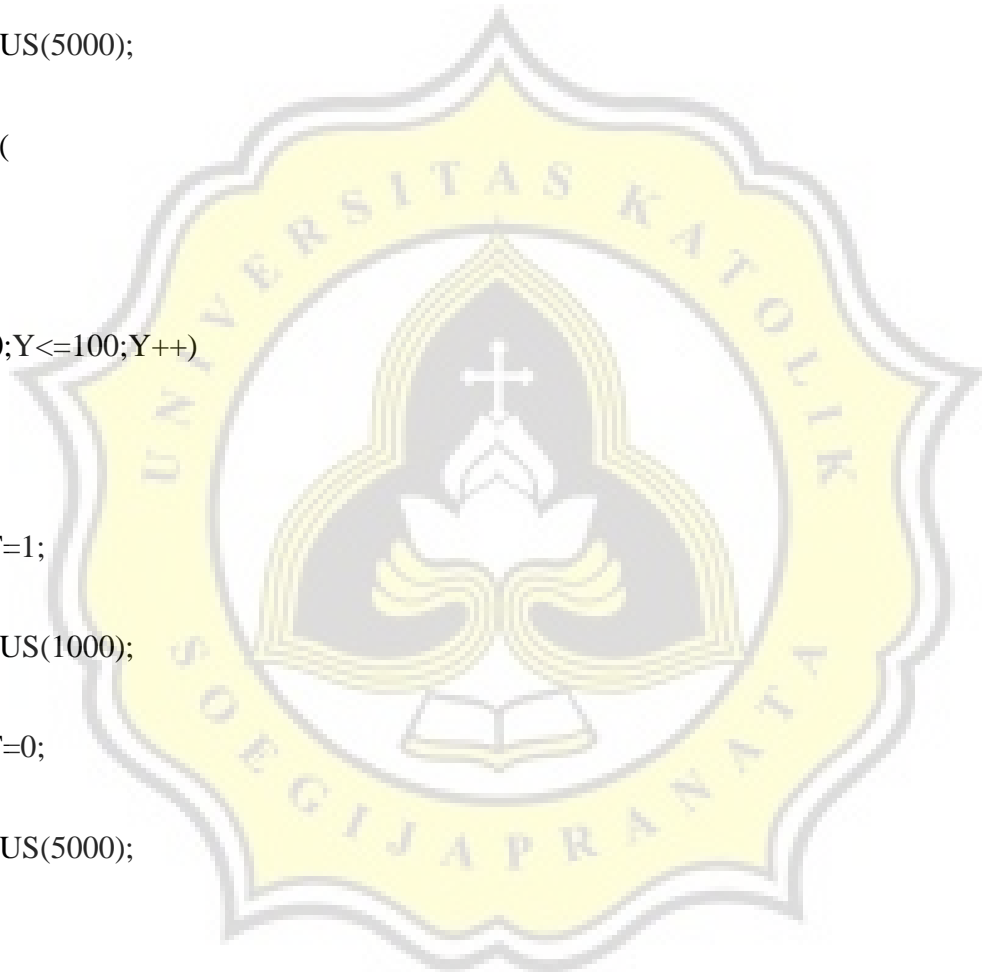 US(5000);
(
;Y<=100;Y++)
=1;
US(1000);
=0;
US(5000);
UNIVERSITAS KATOLIK
SOEGIJAPRANATA